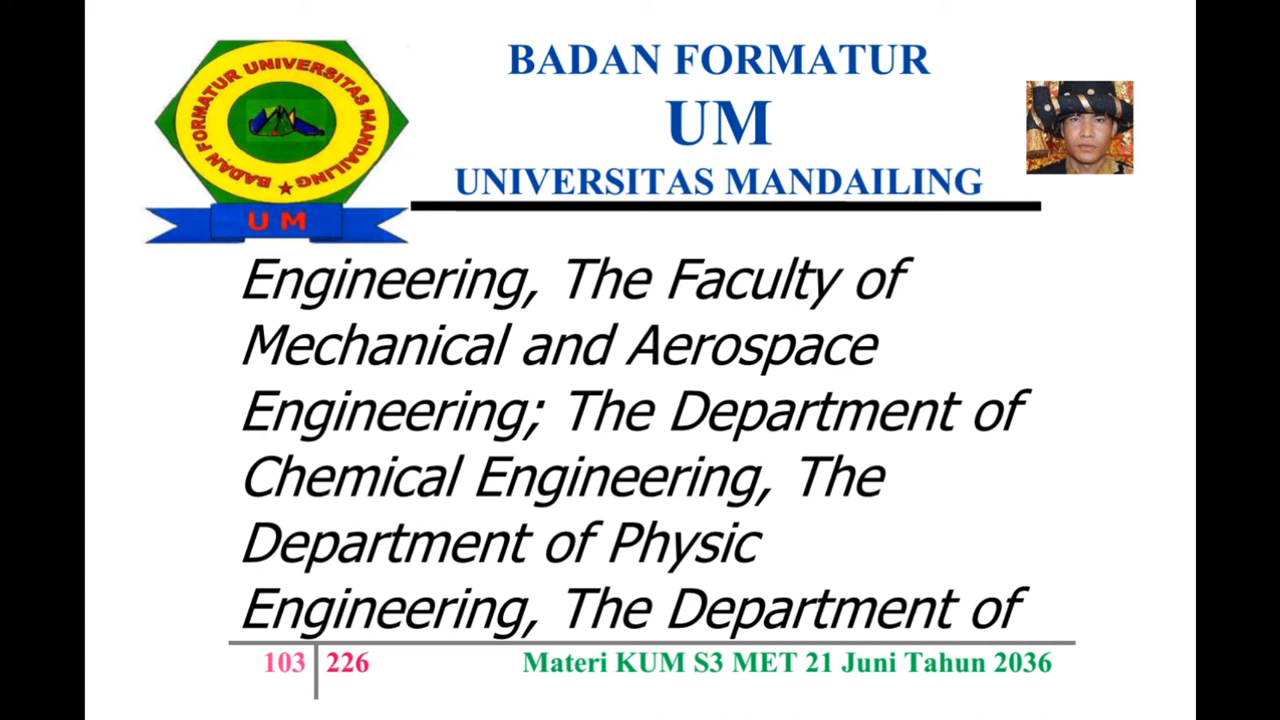 BADAN FORMATUR UNIVERSITAS MANDAILING
UM
BADAN FORMATUR
UM
UNIVERSITAS MANDAILING
Engineering, The Faculty of
Mechanical and Aerospace
Engineering; The Department of
Chemical Engineering, The
Department of Physic
Engineering, The Department of
103 226 Materi KUM S3 MET 21 Juni Tahun 2036